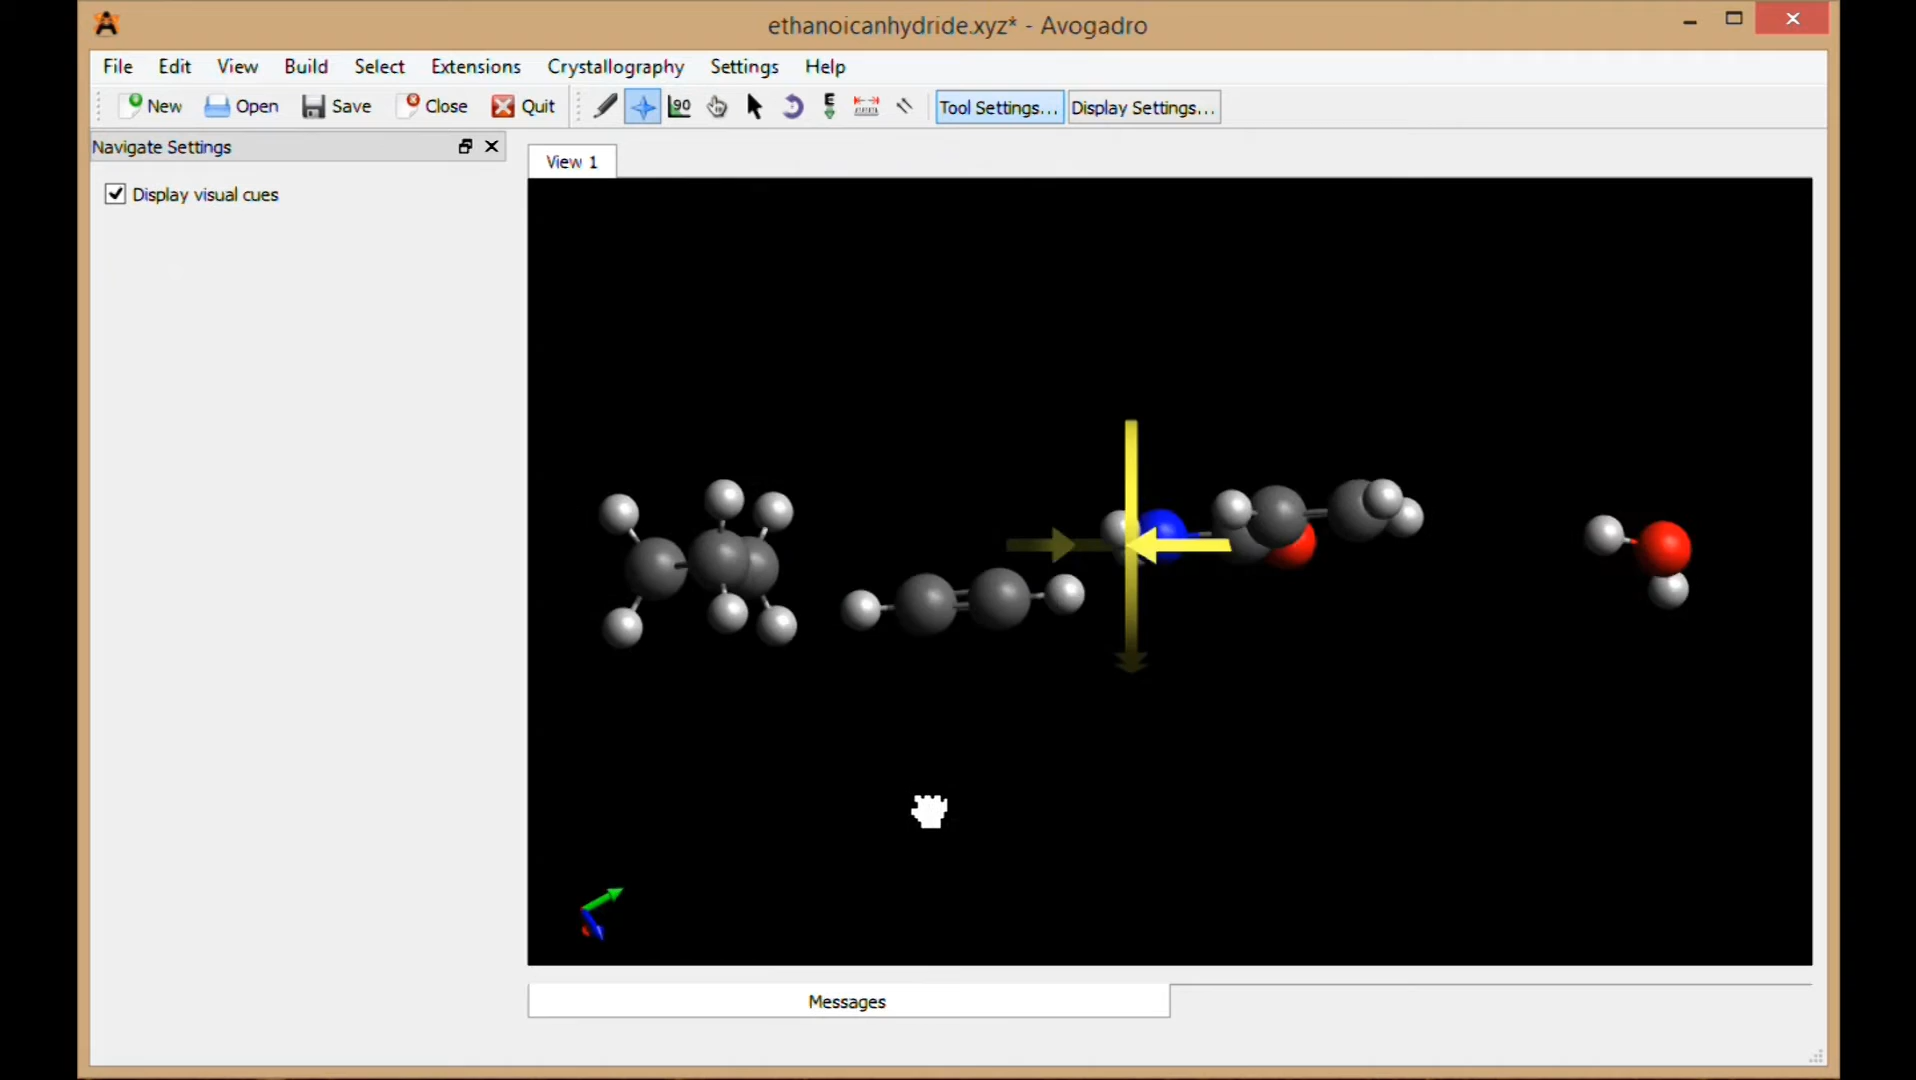 ethanoicanhydride.xyz* - Avogadro
File Edit View Build Select Extensions Crystallography Settings Help
New Open Save Close Quit 90 E Tool Settings... Display Settings...
Navigate Settings
View 1
Display visual cues
Messages